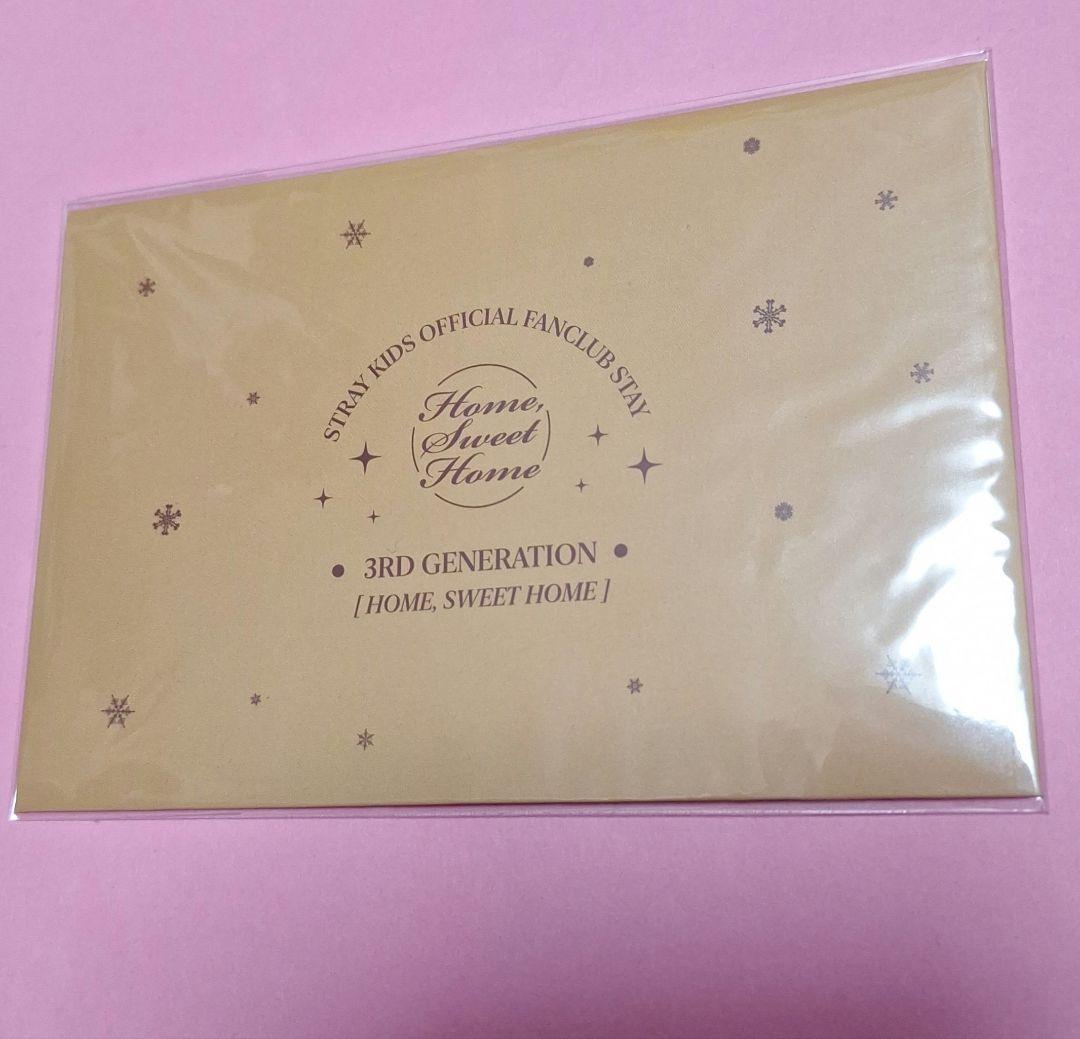 STRAY KIDS OFFICIAL FANCLUB STAY
Home,
Sweet
Home
• 3RD GENERATION •
[ HOME, SWEET HOME ]